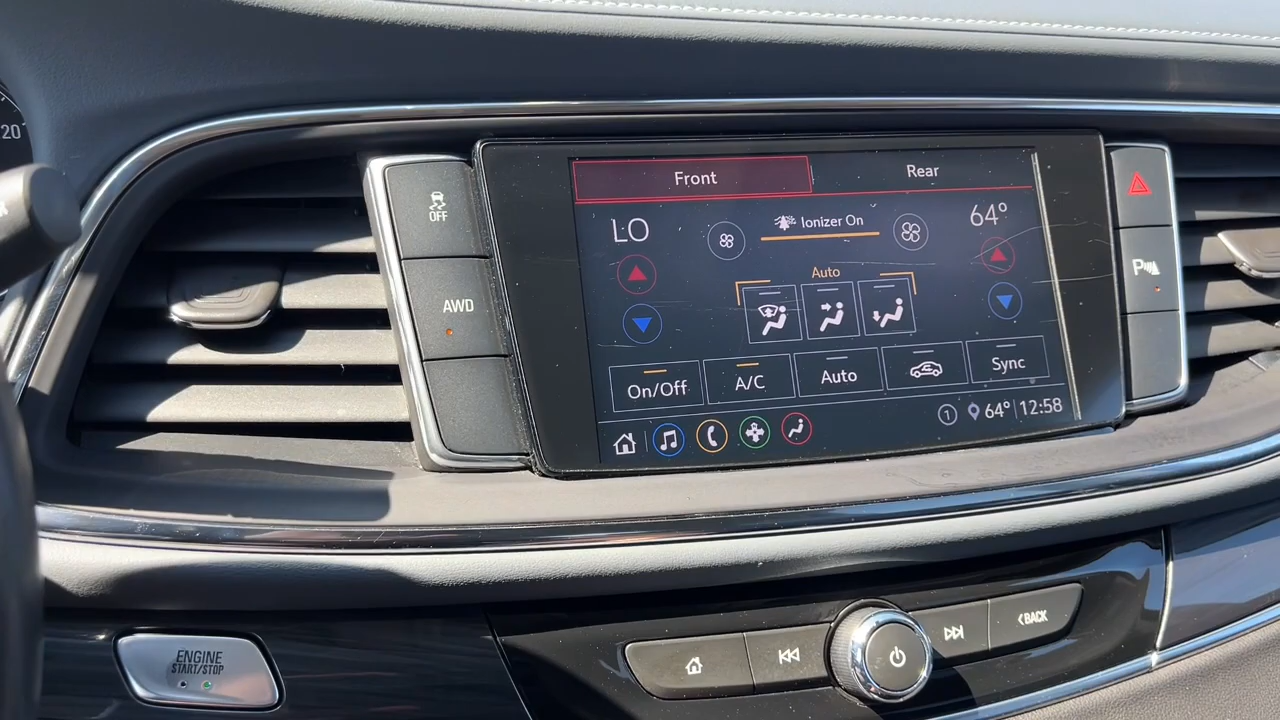 20
OFF
AWD
Front
Rear
LO
Ionizer On
64°
Auto
On/Off
A/C
Auto
Sync
1
64°
12:58
P
ENGINE
START/STOP
BACK